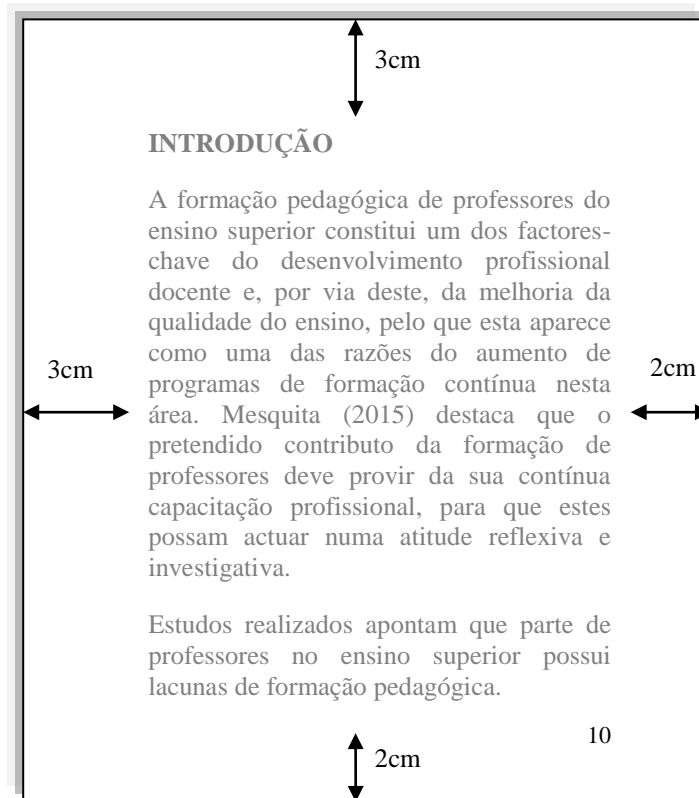 3cm
INTRODUÇÃO
A formação pedagógica de professores do
ensino superior constitui um dos factores-
chave do desenvolvimento profissional
docente e, por via deste, da melhoria da
qualidade do ensino, pelo que esta aparece
como uma das razões do aumento de
programas de formação contínua nesta
área. Mesquita (2015) destaca que o
pretendido contributo da formação de
professores deve provir da sua contínua
capacitação profissional, para que estes
possam actuar numa atitude reflexiva e
investigativa.
3cm
2cm
Estudos realizados apontam que parte de
professores no ensino superior possui
lacunas de formação pedagógica.
10
2cm